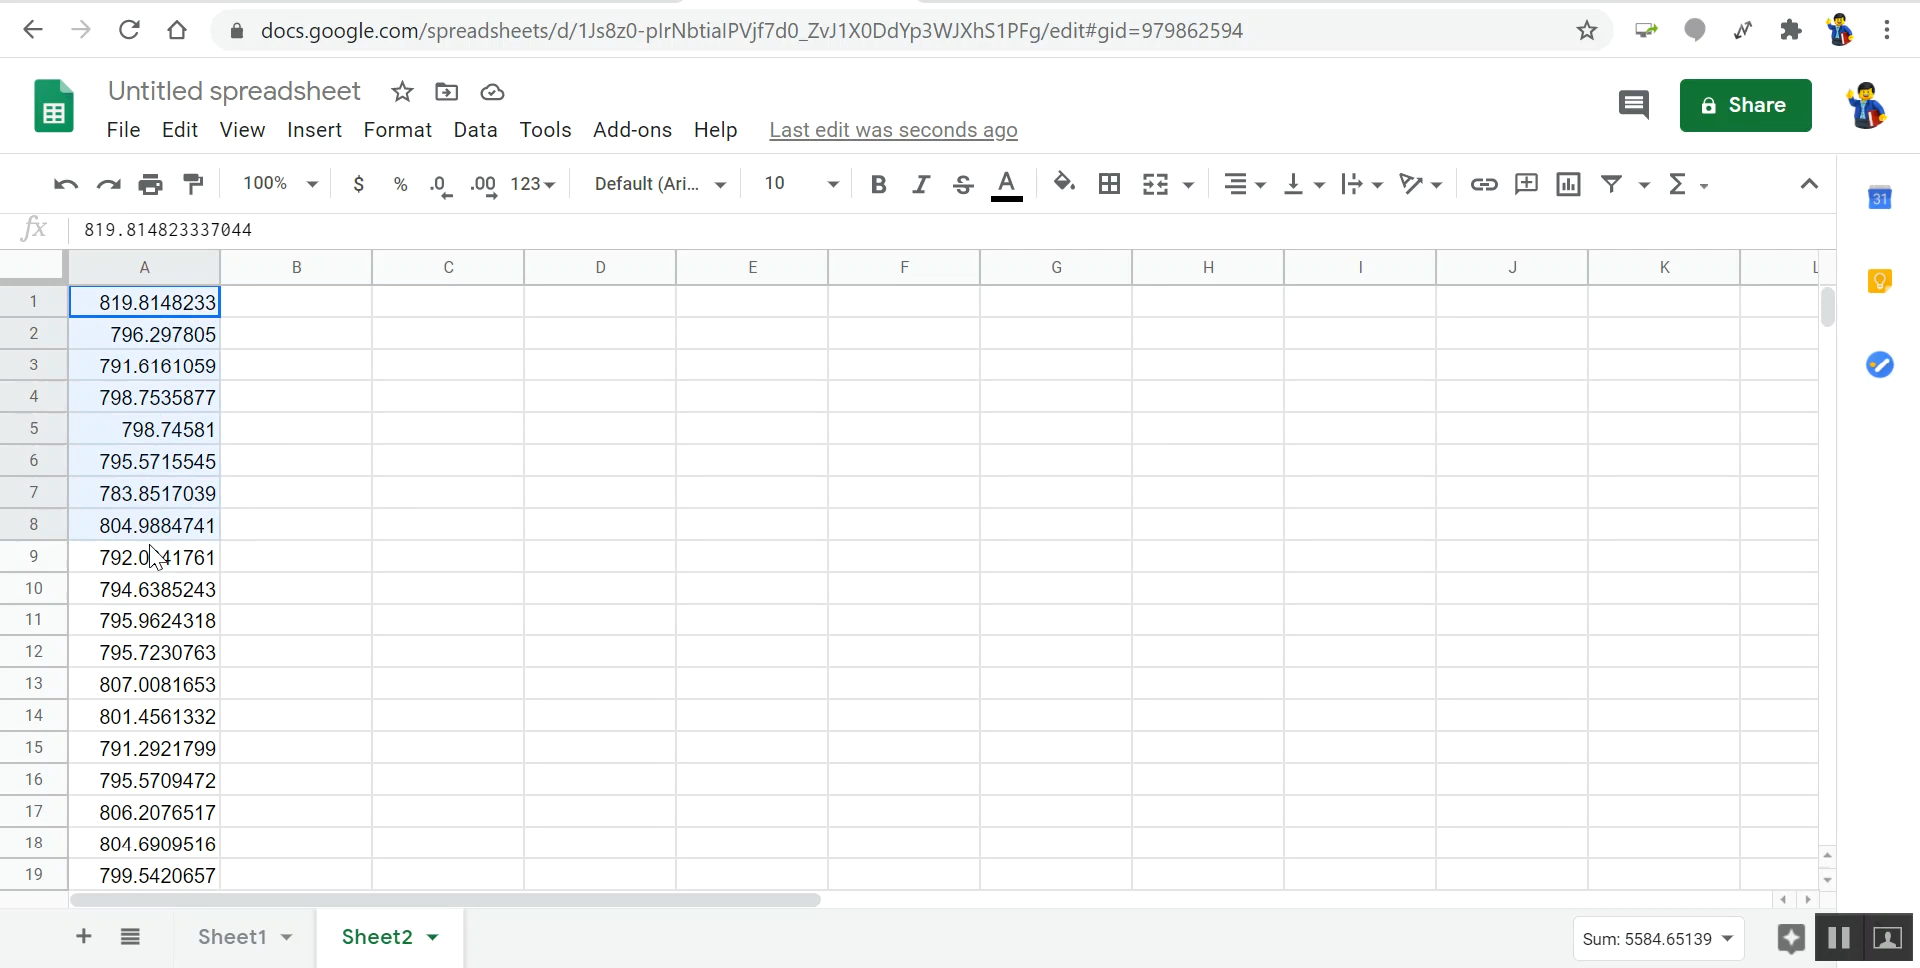 docs.google.com/spreadsheets/d/1Js8z0-pIrNbtiaIPVjf7d0_ZvJ1X0DdYp3WJXhS1PFg/edit#gid=979862594
Untitled spreadsheet
Share
File Edit View Insert Format Data Tools Add-ons Help Last edit was seconds ago
100% $ % .0 .00 123 Default (Ari... 10 B I S A Σ
31
fx 819.814823337044
A B C D E F G H I J K
1 819.8148233
2 796.297805
3 791.6161059
4 798.7535877
5 798.74581
6 795.5715545
7 783.8517039
8 804.9884741
9
10 794.6385243
11 795.9624318
12 795.7230763
13 807.0081653
14 801.4561332
15 791.2921799
16 795.5709472
17 806.2076517
18 804.6909516
19 799.5420657
Sheet1 Sheet2 Sum: 5584.65139